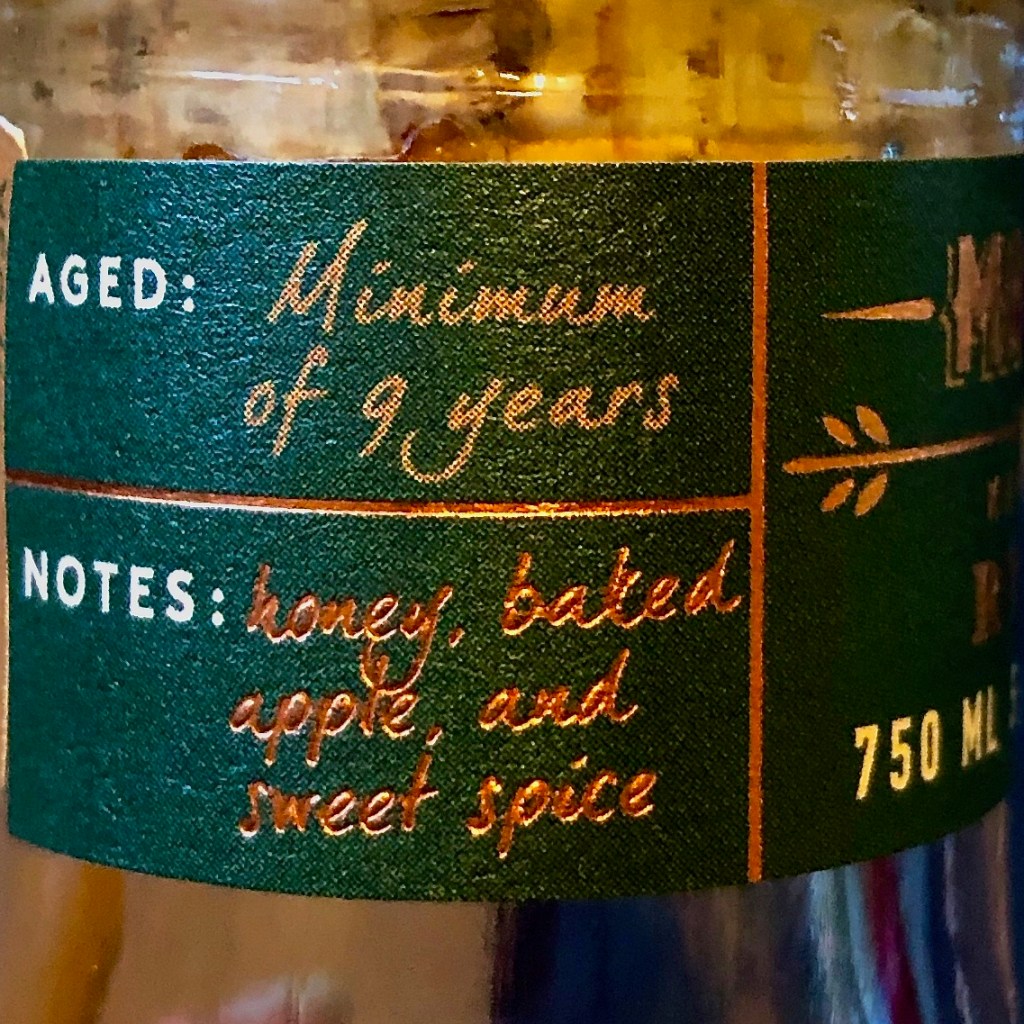 AGED: Minimum
of 9 years
NOTES: honey, baked
apple, and
sweet spice
750 ML